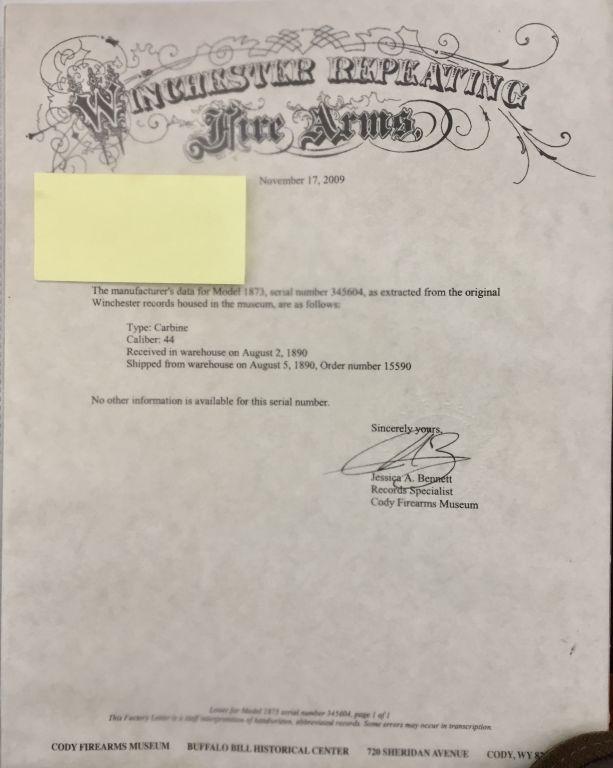 WINCHESTER REPEATING
Fire Arms.
November 17, 2009
The manufacturer's data for Model 1873, serial number 345604, as extracted from the original
Winchester records housed in the museum, are as follows:
Type: Carbine
Caliber: 44
Received in warehouse on August 2, 1890
Shipped from warehouse on August 5, 1890, Order number 15590
No other information is available for this serial number.
Sincerely yours,
Jessica A. Bennett
Records Specialist
Cody Firearms Museum
Letter for Model 1873 serial number 345604, page 1 of 1
This Factory Letter is a staff interpretation of handwritten, abbreviated records. Some errors may occur in transcription.
CODY FIREARMS MUSEUM BUFFALO BILL HISTORICAL CENTER 720 SHERIDAN AVENUE CODY, WY